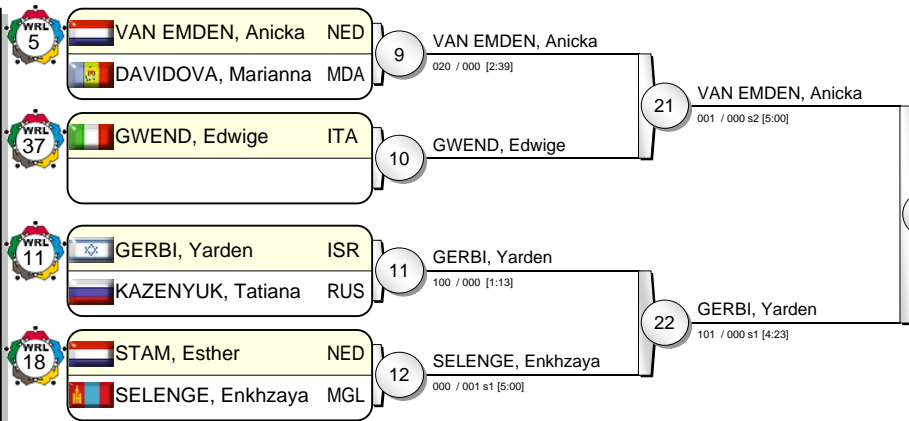 WRL
5
VAN EMDEN, Anicka NED
DAVIDOVA, Marianna MDA
9
VAN EMDEN, Anicka
020 / 000 [2:39]
21
VAN EMDEN, Anicka
001 / 000 s2 [5:00]
WRL
37
GWEND, Edwige ITA
10
GWEND, Edwige
WRL
11
GERBI, Yarden ISR
KAZENYUK, Tatiana RUS
11
GERBI, Yarden
100 / 000 [1:13]
22
GERBI, Yarden
101 / 000 s1 [4:23]
WRL
18
STAM, Esther NED
SELENGE, Enkhzaya MGL
12
SELENGE, Enkhzaya
000 / 001 s1 [5:00]